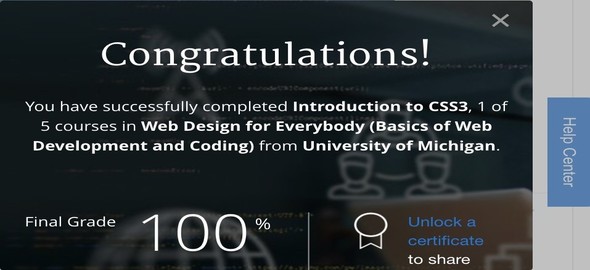 Congratulations!
You have successfully completed Introduction to CSS3, 1 of
5 courses in Web Design for Everybody (Basics of Web
Development and Coding) from University of Michigan.
Final Grade
100 %
Unlock a
certificate
to share
Help Center